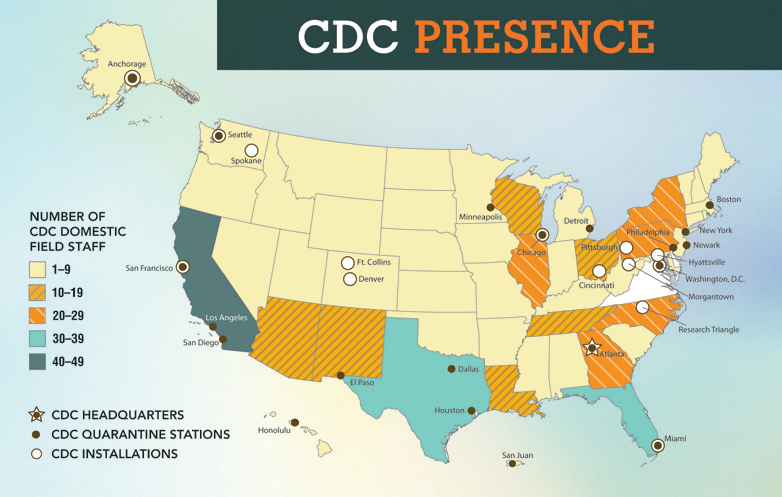 CDC PRESENCE
Anchorage
Seattle
Spokane
Minneapolis
Detroit
Boston
New York
Newark
Philadelphia
Pittsburgh
Chicago
Hyattsville
Washington, D.C.
Cincinnati
Morgantown
Research Triangle
Ft. Collins
Denver
San Francisco
Los Angeles
San Diego
Atlanta
Dallas
El Paso
Houston
Honolulu
Miami
San Juan
NUMBER OF
CDC DOMESTIC
FIELD STAFF
1–9
10–19
20–29
30–39
40–49
CDC HEADQUARTERS
CDC QUARANTINE STATIONS
CDC INSTALLATIONS